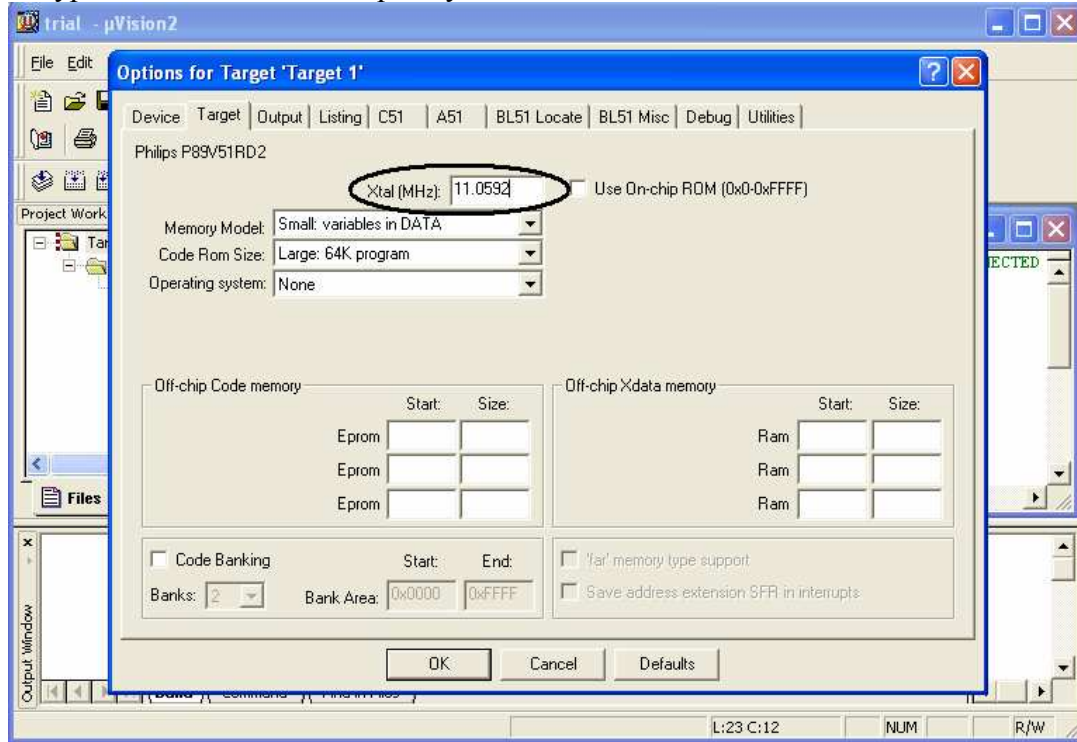 trial - µVision2
File Edit
Options for Target 'Target 1'
Device Target Output Listing C51 A51 BL51 Locate BL51 Misc Debug Utilities
Philips P89V51RD2
Xtal (MHz): 11.0592 Use On-chip ROM (0x0-0xFFFF)
Project Work
Memory Model: Small: variables in DATA
Tar
Code Rom Size: Large: 64K program
NECTED
Operating system: None
Off-chip Code memory
Start: Size:
Eprom
Eprom
Eprom
Off-chip Xdata memory
Start: Size:
Ram
Ram
Ram
Files
Code Banking Start: End:
Banks: 2 Bank Area: 0x0000 0xFFFF
'far' memory type support
Save address extension SFR in interrupts
OK Cancel Defaults
Output Window
L:23 C:12 NUM R/W